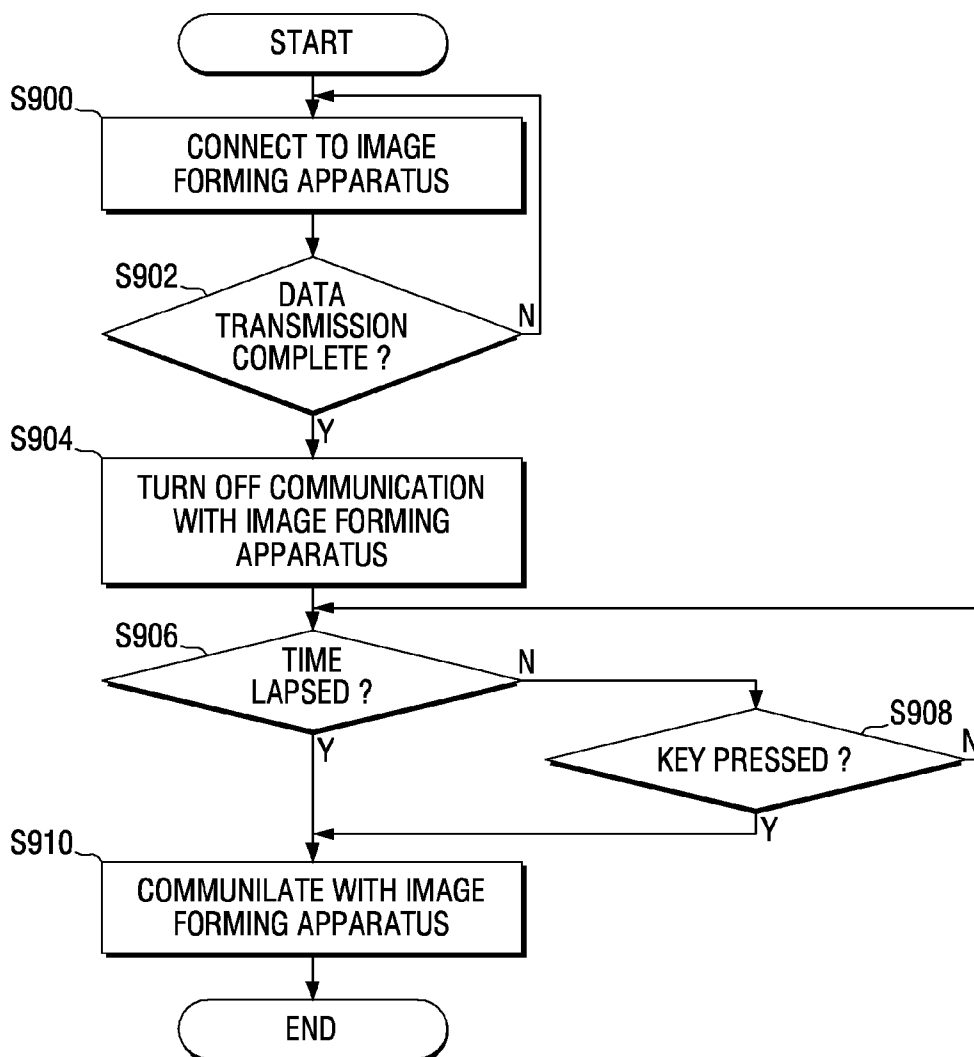 START
S900
CONNECT TO IMAGE
FORMING APPARATUS
S902
DATA
TRANSMISSION
COMPLETE ?
N
Y
S904
TURN OFF COMMUNICATION
WITH IMAGE FORMING
APPARATUS
S906
TIME
LAPSED ?
N
Y
S908
KEY PRESSED ?
N
Y
S910
COMMUNILATE WITH IMAGE
FORMING APPARATUS
END